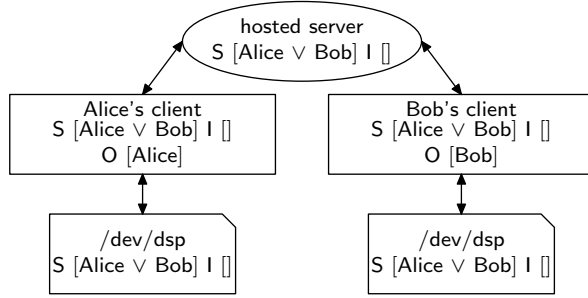 hosted server
S [Alice ∨ Bob] I []
Alice's client
S [Alice ∨ Bob] I []
O [Alice]
Bob's client
S [Alice ∨ Bob] I []
O [Bob]
/dev/dsp
S [Alice ∨ Bob] I []
/dev/dsp
S [Alice ∨ Bob] I []